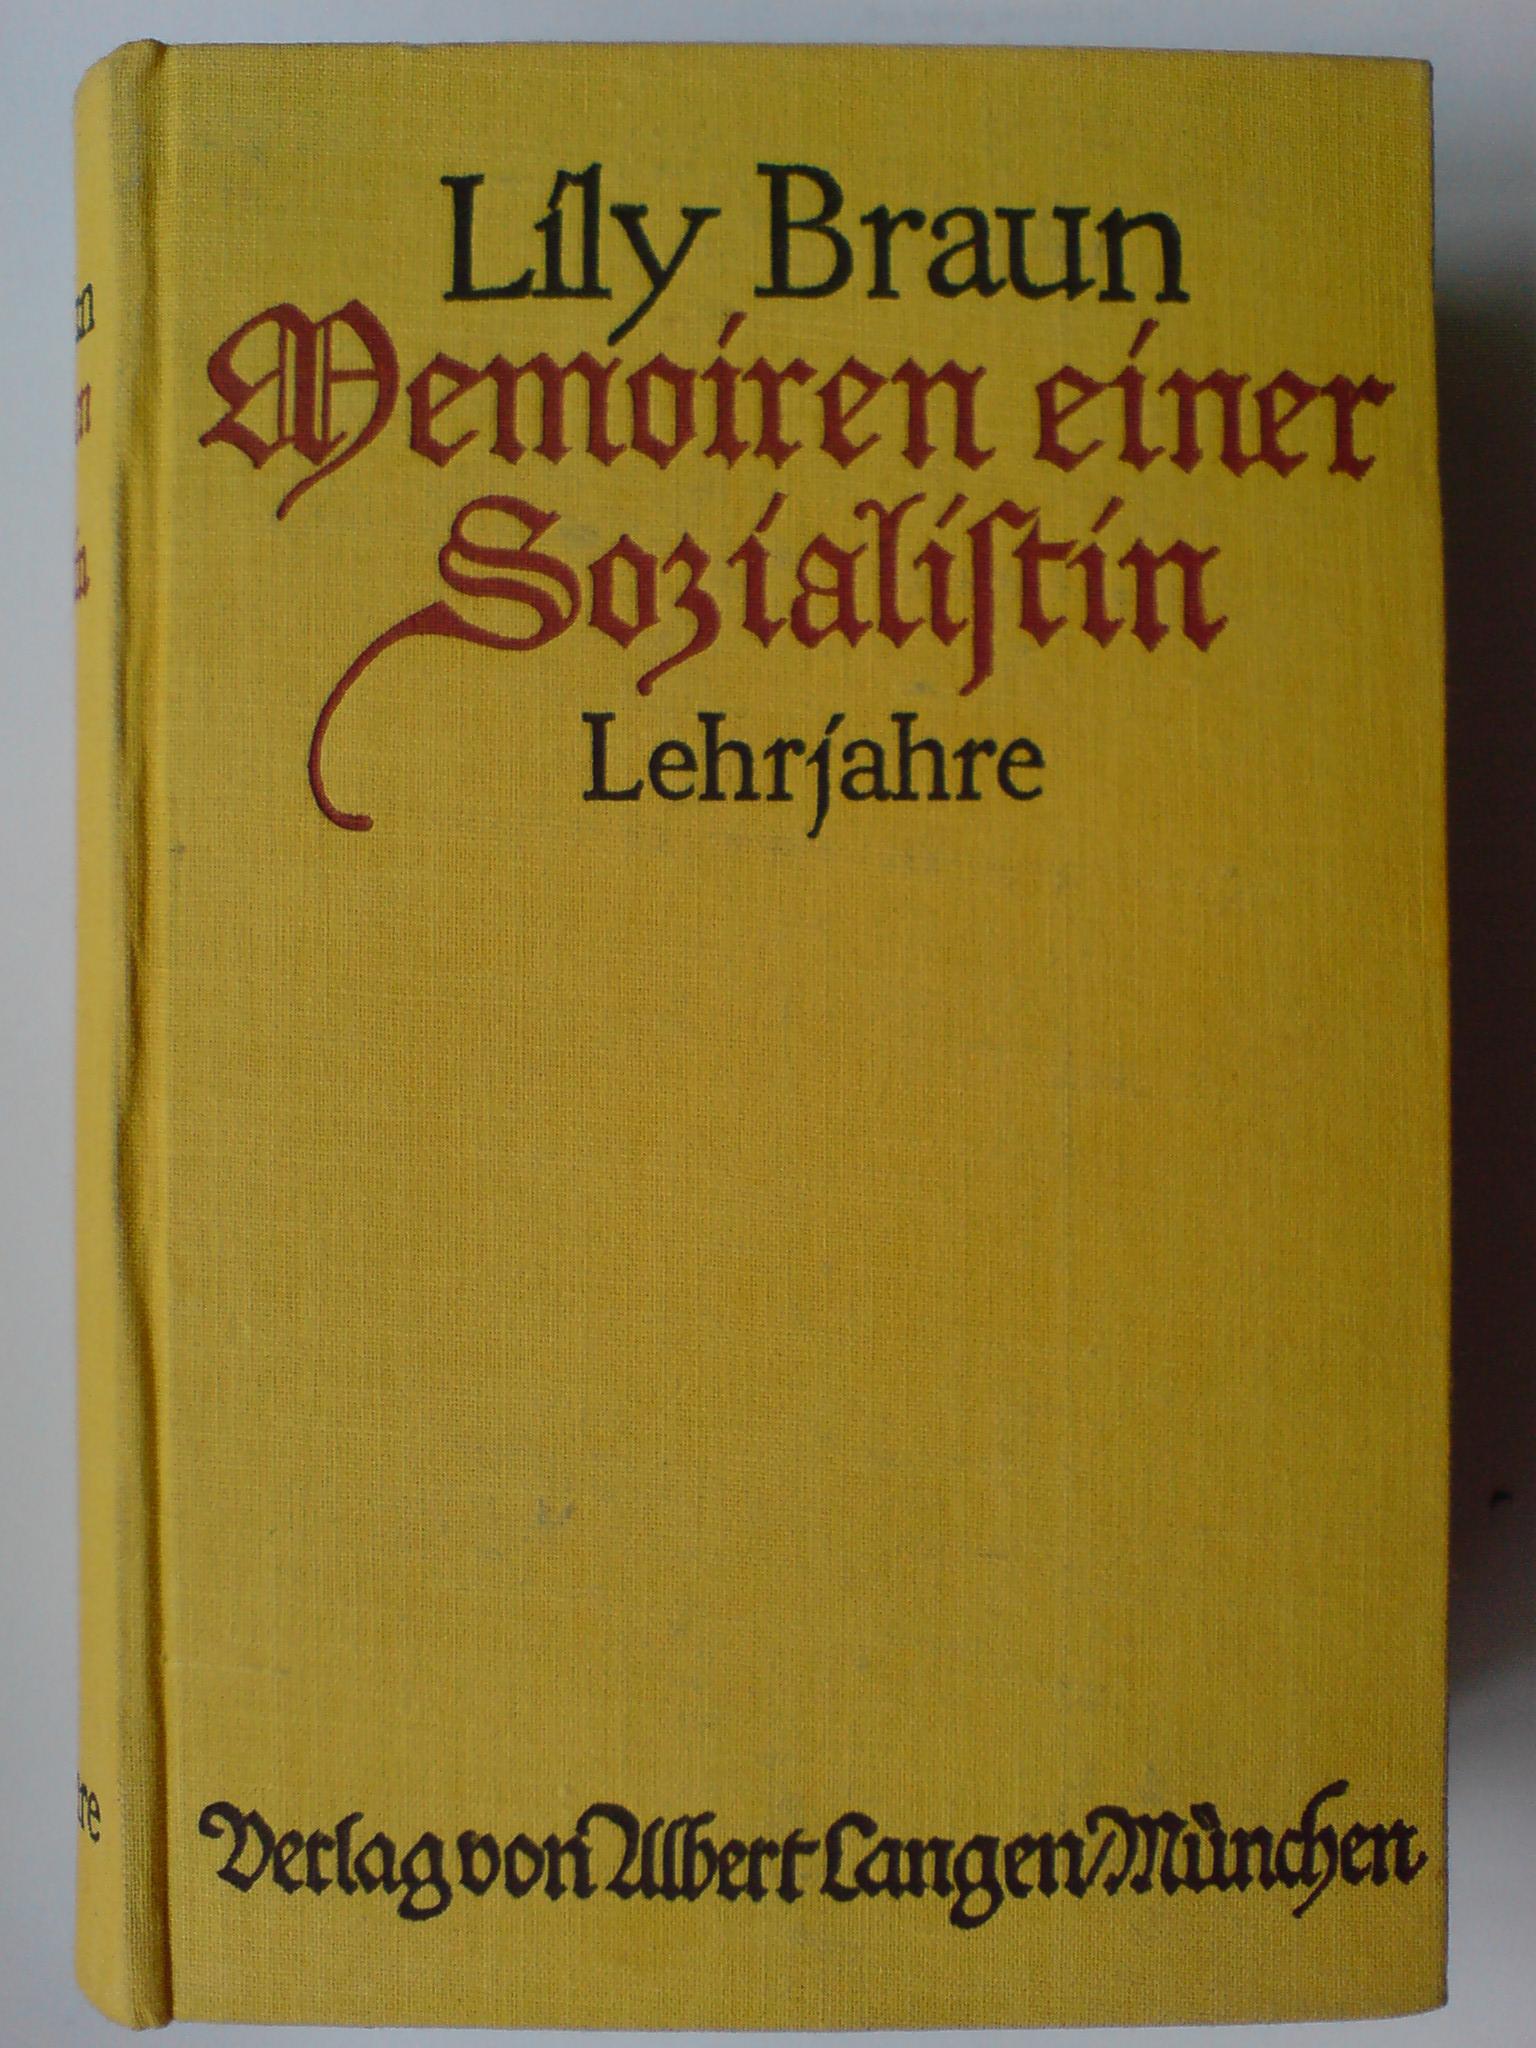 Lily Braun
Memoiren einer
Sozialiſtin
Lehrjahre
Verlag von Albert Langen/München